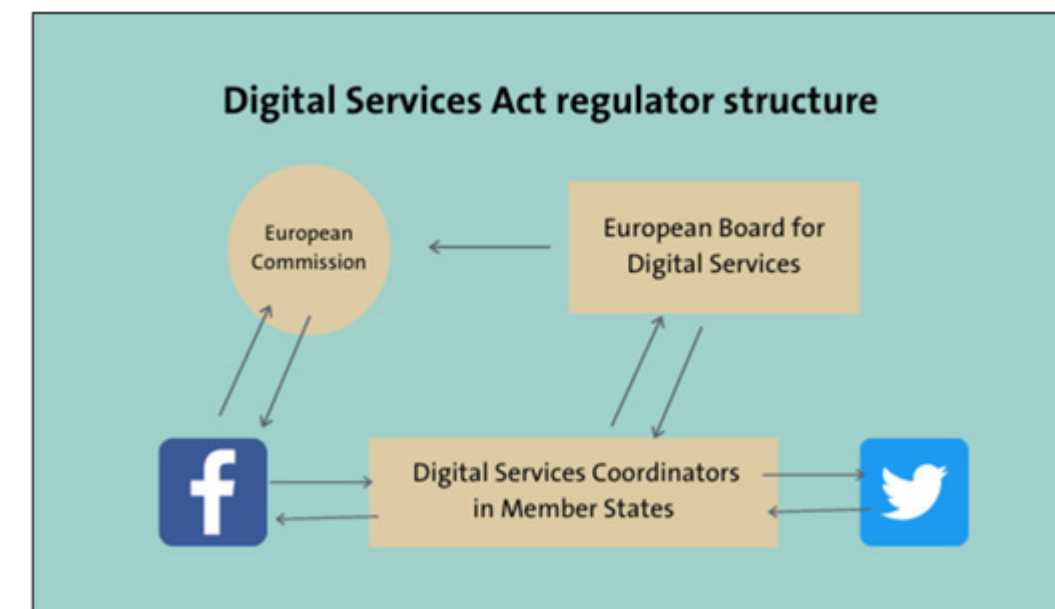 Digital Services Act regulator structure
European
Commission
European Board for
Digital Services
f
Digital Services Coordinators
in Member States